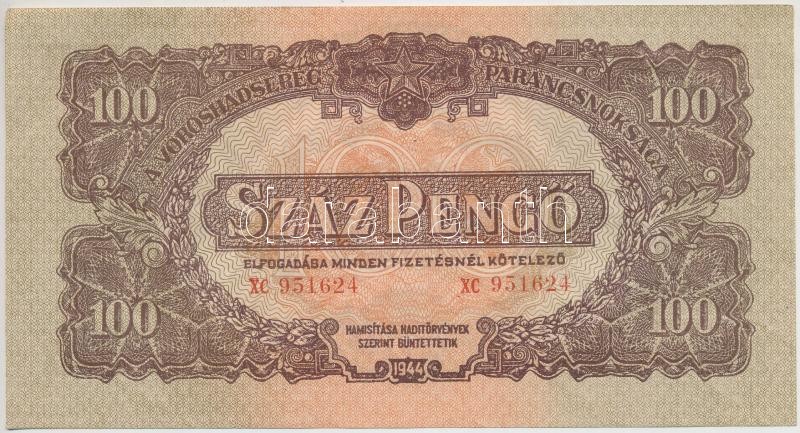 A VÖRÖSHADSEREG PARANCSNOKSÁGA
100 100
100
SZÁZ PENGŐ
ELFOGADÁSA MINDEN FIZETÉSNÉL KÖTELEZŐ
XC 951624 XC 951624
100 100
HAMISÍTÁSA HADITÖRVÉNYEK
SZERINT BÜNTETTETIK
1944